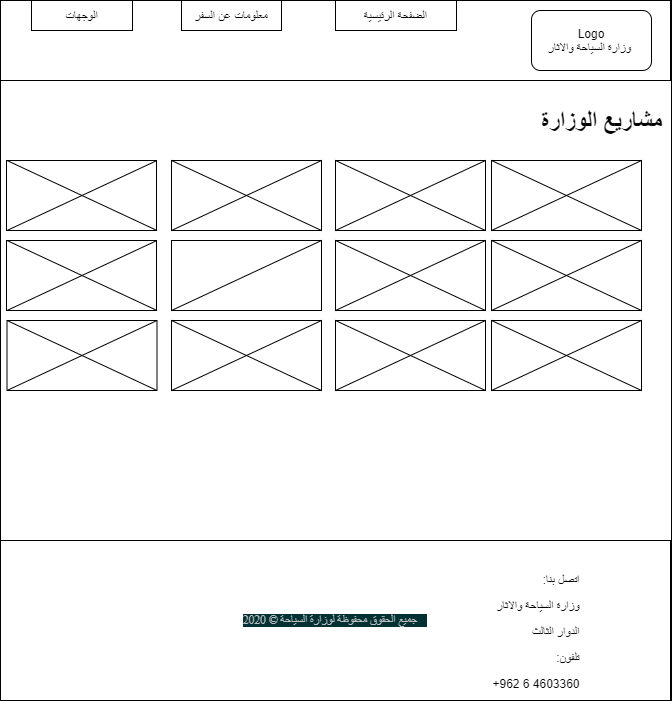 Logo
وزارة السياحة والاثار
الصفحة الرئيسية
معلومات عن السفر
الوجهات
مشاريع الوزارة
اتصل بنا:
وزارة السياحة والاثار
الدوار الثالث
تلفون:
+962 6 4603360
جميع الحقوق محفوظة لوزارة السياحة © 2020